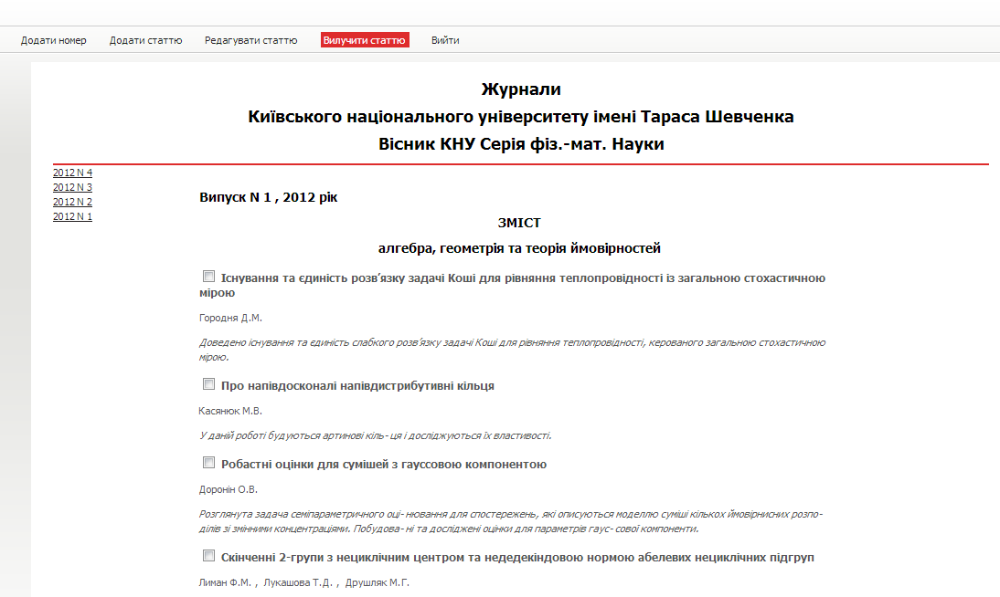 Додати номер Додати статтю Редагувати статтю Вилучити статтю Вийти
Журнали
Київського національного університету імені Тараса Шевченка
Вісник КНУ Серія фіз.-мат. Науки
2012 N 4
2012 N 3
2012 N 2
2012 N 1
Випуск N 1 , 2012 рік
ЗМІСТ
алгебра, геометрія та теорія ймовірностей
Існування та єдиність розв’язку задачі Коші для рівняння теплопровідності із загальною стохастичною
мірою
Городня Д.М.
Доведено існування та єдиність слабкого розв’язку задачі Коші для рівняння теплопровідності, керованого загальною стохастичною
мірою.
Про напівдосконалі напівдистрибутивні кільця
Касянюк М.В.
У даній роботі будуються артинові кіль- ця і досліджуються їх властивості.
Робастні оцінки для сумішей з гауссовою компонентою
Доронін О.В.
Розглянута задача семіпараметричного оці- нювання для спостережень, які описуються моделлю суміші кількох ймовірнисних розпо-
ділів зі змінними концентраціями. Побудова- ні та досліджені оцінки для параметрів гаус- сової компоненти.
Скінченні 2-групи з нециклічним центром та недедекіндовою нормою абелевих нециклічних підгруп
Лиман Ф.М. , Лукашова Т.Д. , Друшляк М.Г.